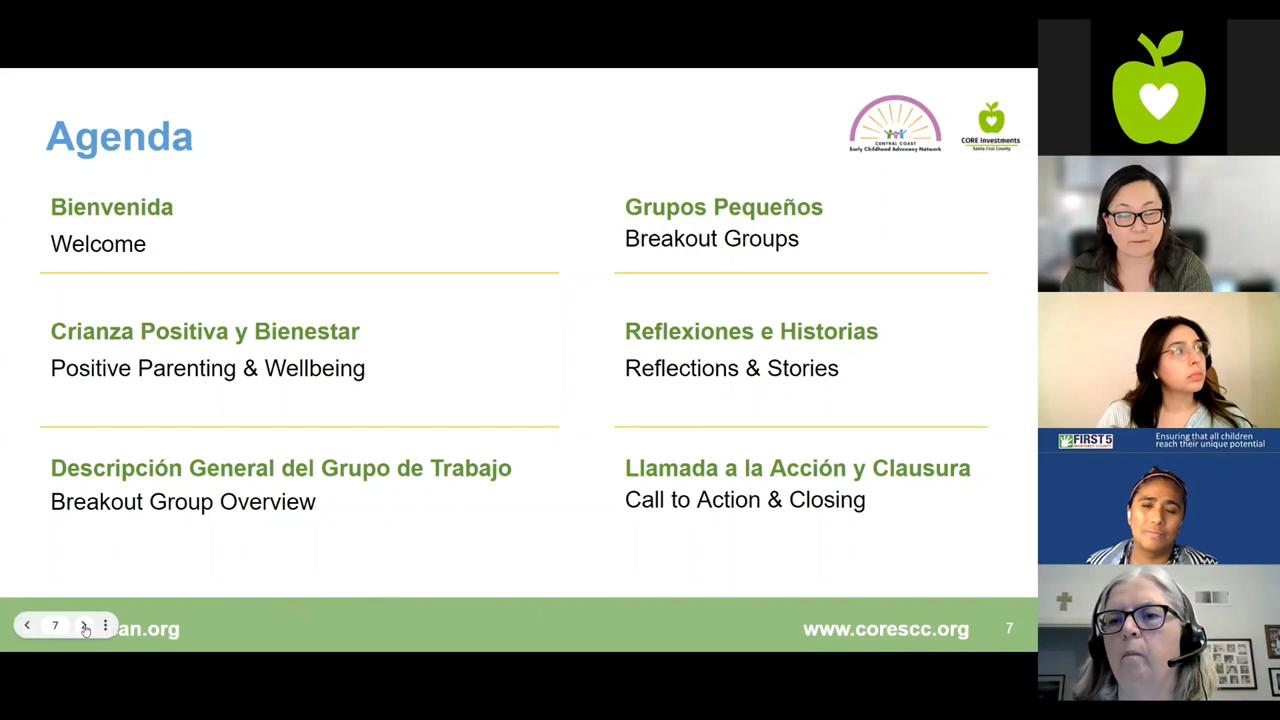 Agenda
CENTRAL COAST
Early Childhood Advocacy Network
CORE Investments
Santa Cruz County
Bienvenida
Welcome
Crianza Positiva y Bienestar
Positive Parenting & Wellbeing
Descripción General del Grupo de Trabajo
Breakout Group Overview
Grupos Pequeños
Breakout Groups
Reflexiones e Historias
Reflections & Stories
Llamada a la Acción y Clausura
Call to Action & Closing
7
an.org
www.corescc.org
7
FIRST 5
MONTEREY COUNTY
Ensuring that all children
reach their unique potential